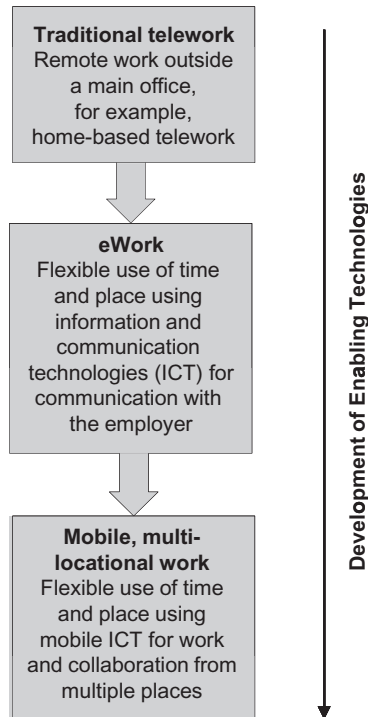 Traditional telework
Remote work outside
a main office,
for example,
home-based telework
eWork
Flexible use of time
and place using
information and
communication
technologies (ICT) for
communication with
the employer
Mobile, multi-
locational work
Flexible use of time
and place using
mobile ICT for work
and collaboration from
multiple places
Development of Enabling Technologies